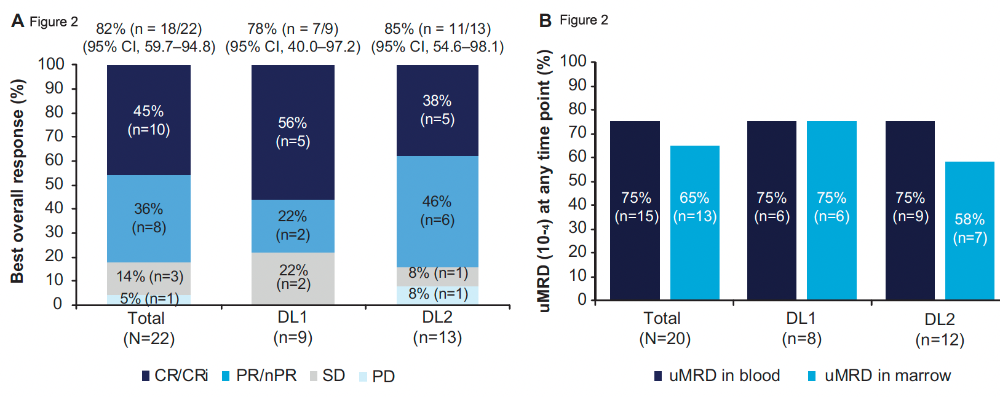 A Figure 2
82% (n = 18/22)
(95% CI, 59.7–94.8)
78% (n = 7/9)
(95% CI, 40.0–97.2)
85% (n = 11/13)
(95% CI, 54.6–98.1)
Best overall response (%)
100
90
80
70
60
50
40
30
20
10
0
45%
(n=10)
36%
(n=8)
14% (n=3)
5% (n=1)
56%
(n=5)
22%
(n=2)
22%
(n=2)
38%
(n=5)
46%
(n=6)
8% (n=1)
8% (n=1)
Total
(N=22)
DL1
(n=9)
DL2
(n=13)
CR/CRi PR/nPR SD PD
B Figure 2
uMRD (10-4) at any time point (%)
100
90
80
70
60
50
40
30
20
10
0
75%
(n=15)
65%
(n=13)
75%
(n=6)
75%
(n=6)
75%
(n=9)
58%
(n=7)
Total
(N=20)
DL1
(n=8)
DL2
(n=12)
uMRD in blood uMRD in marrow